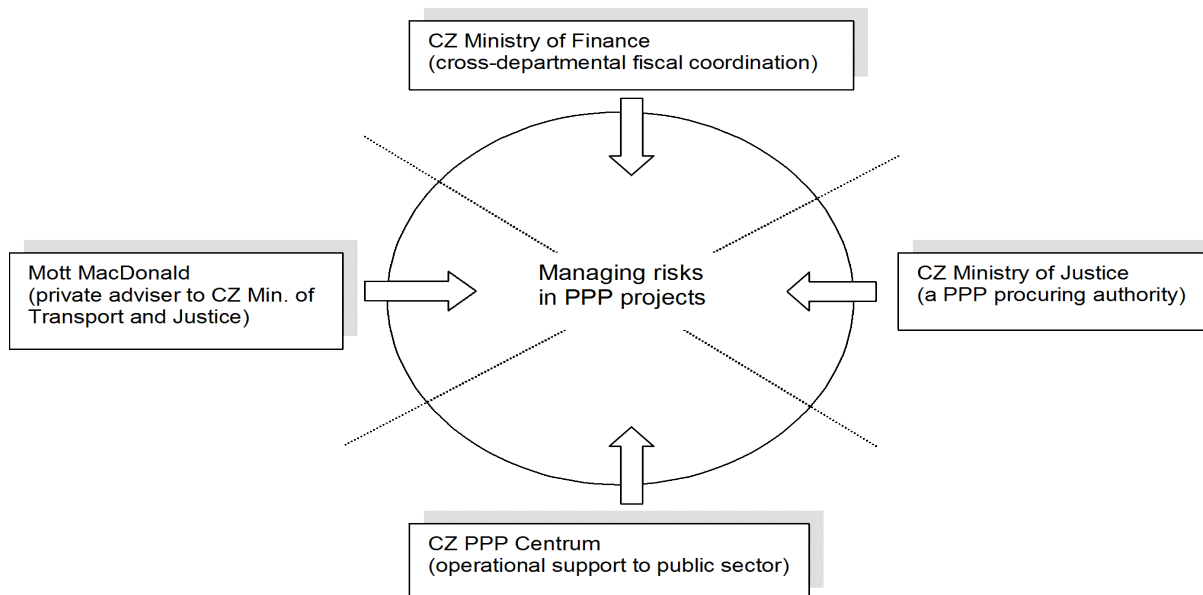 CZ Ministry of Finance
(cross-departmental fiscal coordination)
Mott MacDonald
(private adviser to CZ Min. of
Transport and Justice)
Managing risks
in PPP projects
CZ Ministry of Justice
(a PPP procuring authority)
CZ PPP Centrum
(operational support to public sector)